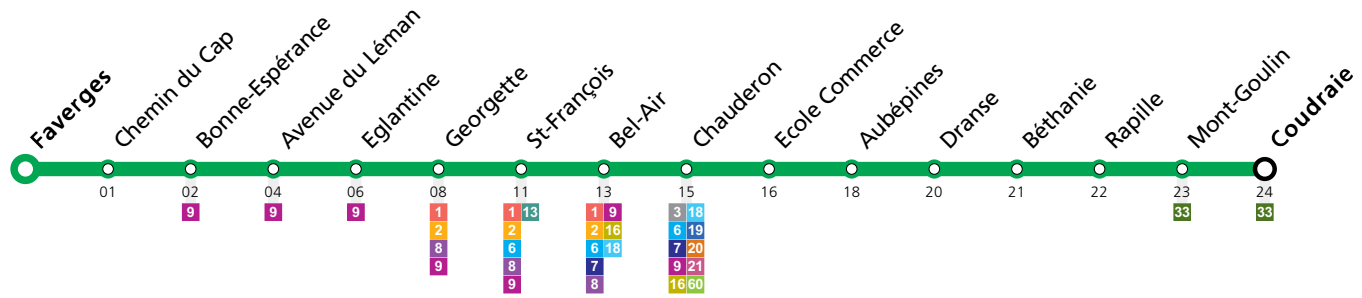 Faverges
Chemin du Cap
Bonne-Espérance
Avenue du Léman
Eglantine
Georgette
St-François
Bel-Air
Chauderon
Ecole Commerce
Aubépines
Dranse
Béthanie
Rapille
Mont-Goulin
Coudraie
01 02 04 06 08 11 13 15 16 18 20 21 22 23 24
9 9 9 1 1 13 1 9 3 18 33 33
2 2 2 16 6 19
8 6 6 18 7 20
9 8 7 9 21
9 8 16 60